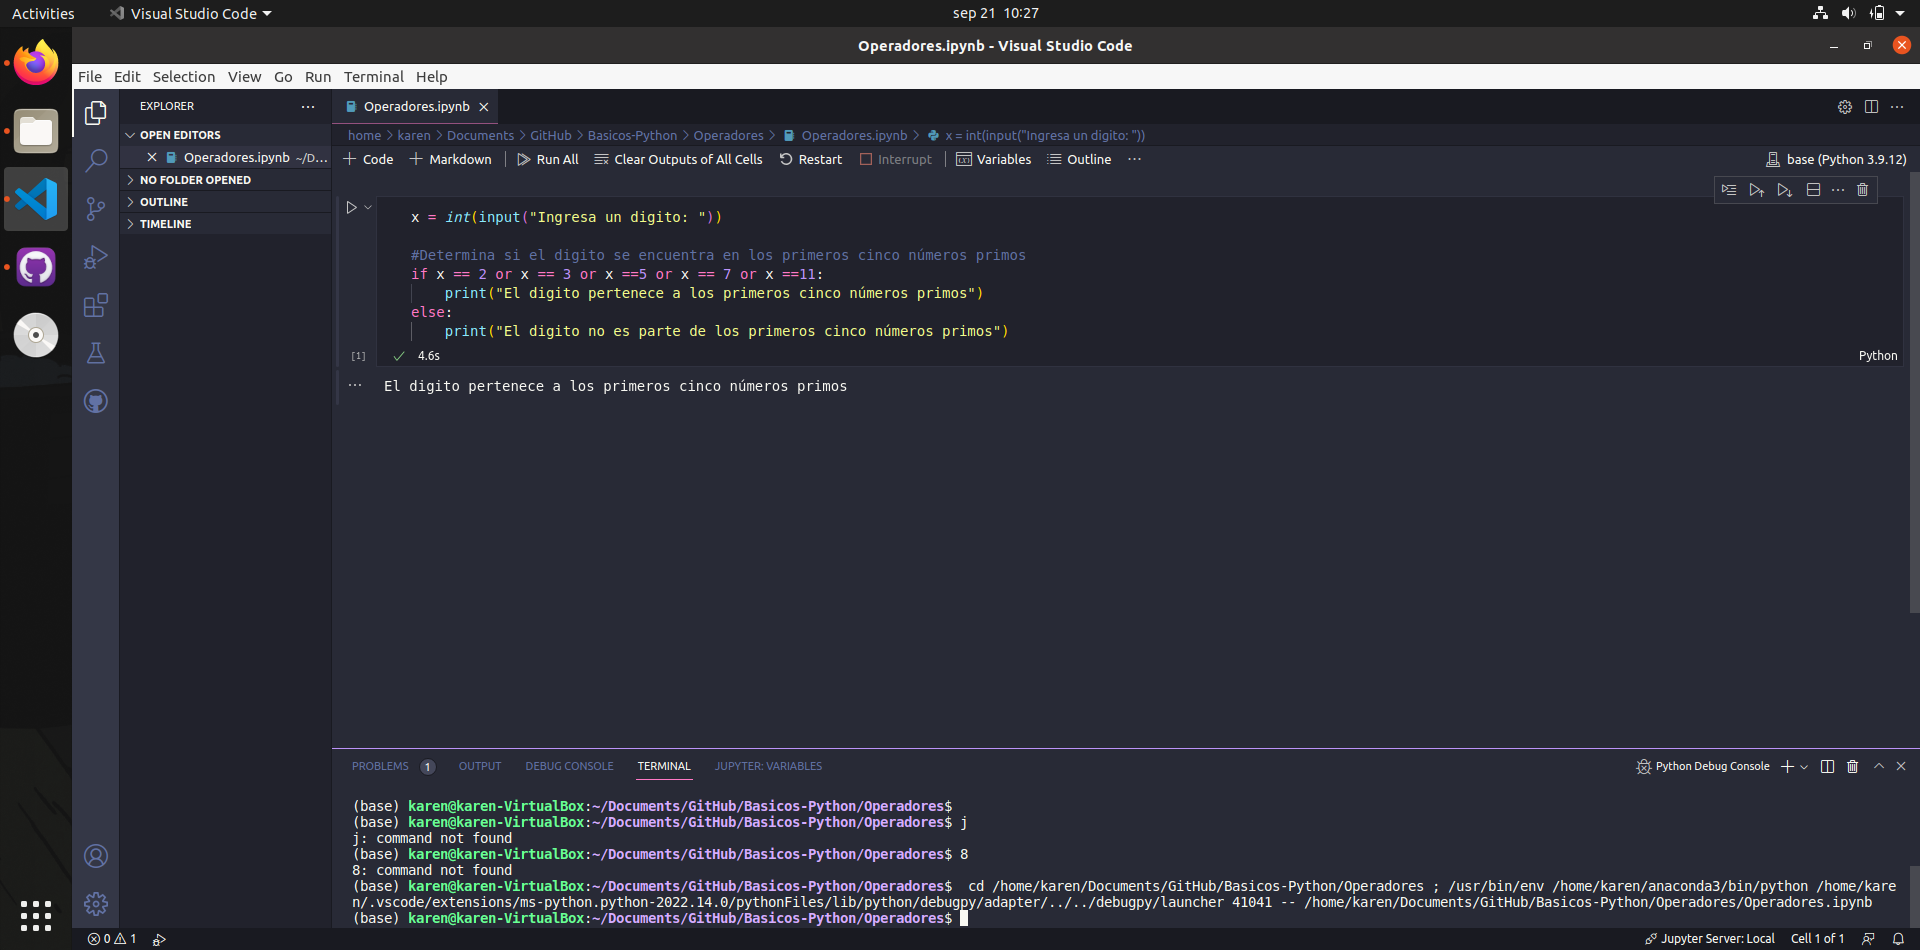 Activities
Visual Studio Code
sep 21 10:27
Operadores.ipynb - Visual Studio Code
File Edit Selection View Go Run Terminal Help
EXPLORER
OPEN EDITORS
Operadores.ipynb ~/D...
NO FOLDER OPENED
OUTLINE
TIMELINE
Operadores.ipynb
home > karen > Documents > GitHub > Basicos-Python > Operadores > Operadores.ipynb > x = int(input("Ingresa un digito: "))
+ Code + Markdown | Run All Clear Outputs of All Cells Restart Interrupt | Variables Outline ...
base (Python 3.9.12)
x = int(input("Ingresa un digito: "))
#Determina si el digito se encuentra en los primeros cinco números primos
if x == 2 or x == 3 or x ==5 or x == 7 or x ==11:
print("El digito pertenece a los primeros cinco números primos")
else:
print("El digito no es parte de los primeros cinco números primos")
[1]
4.6s
Python
El digito pertenece a los primeros cinco números primos
PROBLEMS 1 OUTPUT DEBUG CONSOLE TERMINAL JUPYTER: VARIABLES
Python Debug Console
(base) karen@karen-VirtualBox:~/Documents/GitHub/Basicos-Python/Operadores$
(base) karen@karen-VirtualBox:~/Documents/GitHub/Basicos-Python/Operadores$ j
j: command not found
(base) karen@karen-VirtualBox:~/Documents/GitHub/Basicos-Python/Operadores$ 8
8: command not found
(base) karen@karen-VirtualBox:~/Documents/GitHub/Basicos-Python/Operadores$  cd /home/karen/Documents/GitHub/Basicos-Python/Operadores ; /usr/bin/env /home/karen/anaconda3/bin/python /home/kare
n/.vscode/extensions/ms-python.python-2022.14.0/pythonFiles/lib/python/debugpy/adapter/../../debugpy/launcher 41041 -- /home/karen/Documents/GitHub/Basicos-Python/Operadores/Operadores.ipynb
(base) karen@karen-VirtualBox:~/Documents/GitHub/Basicos-Python/Operadores$
0 1
Jupyter Server: Local
Cell 1 of 1